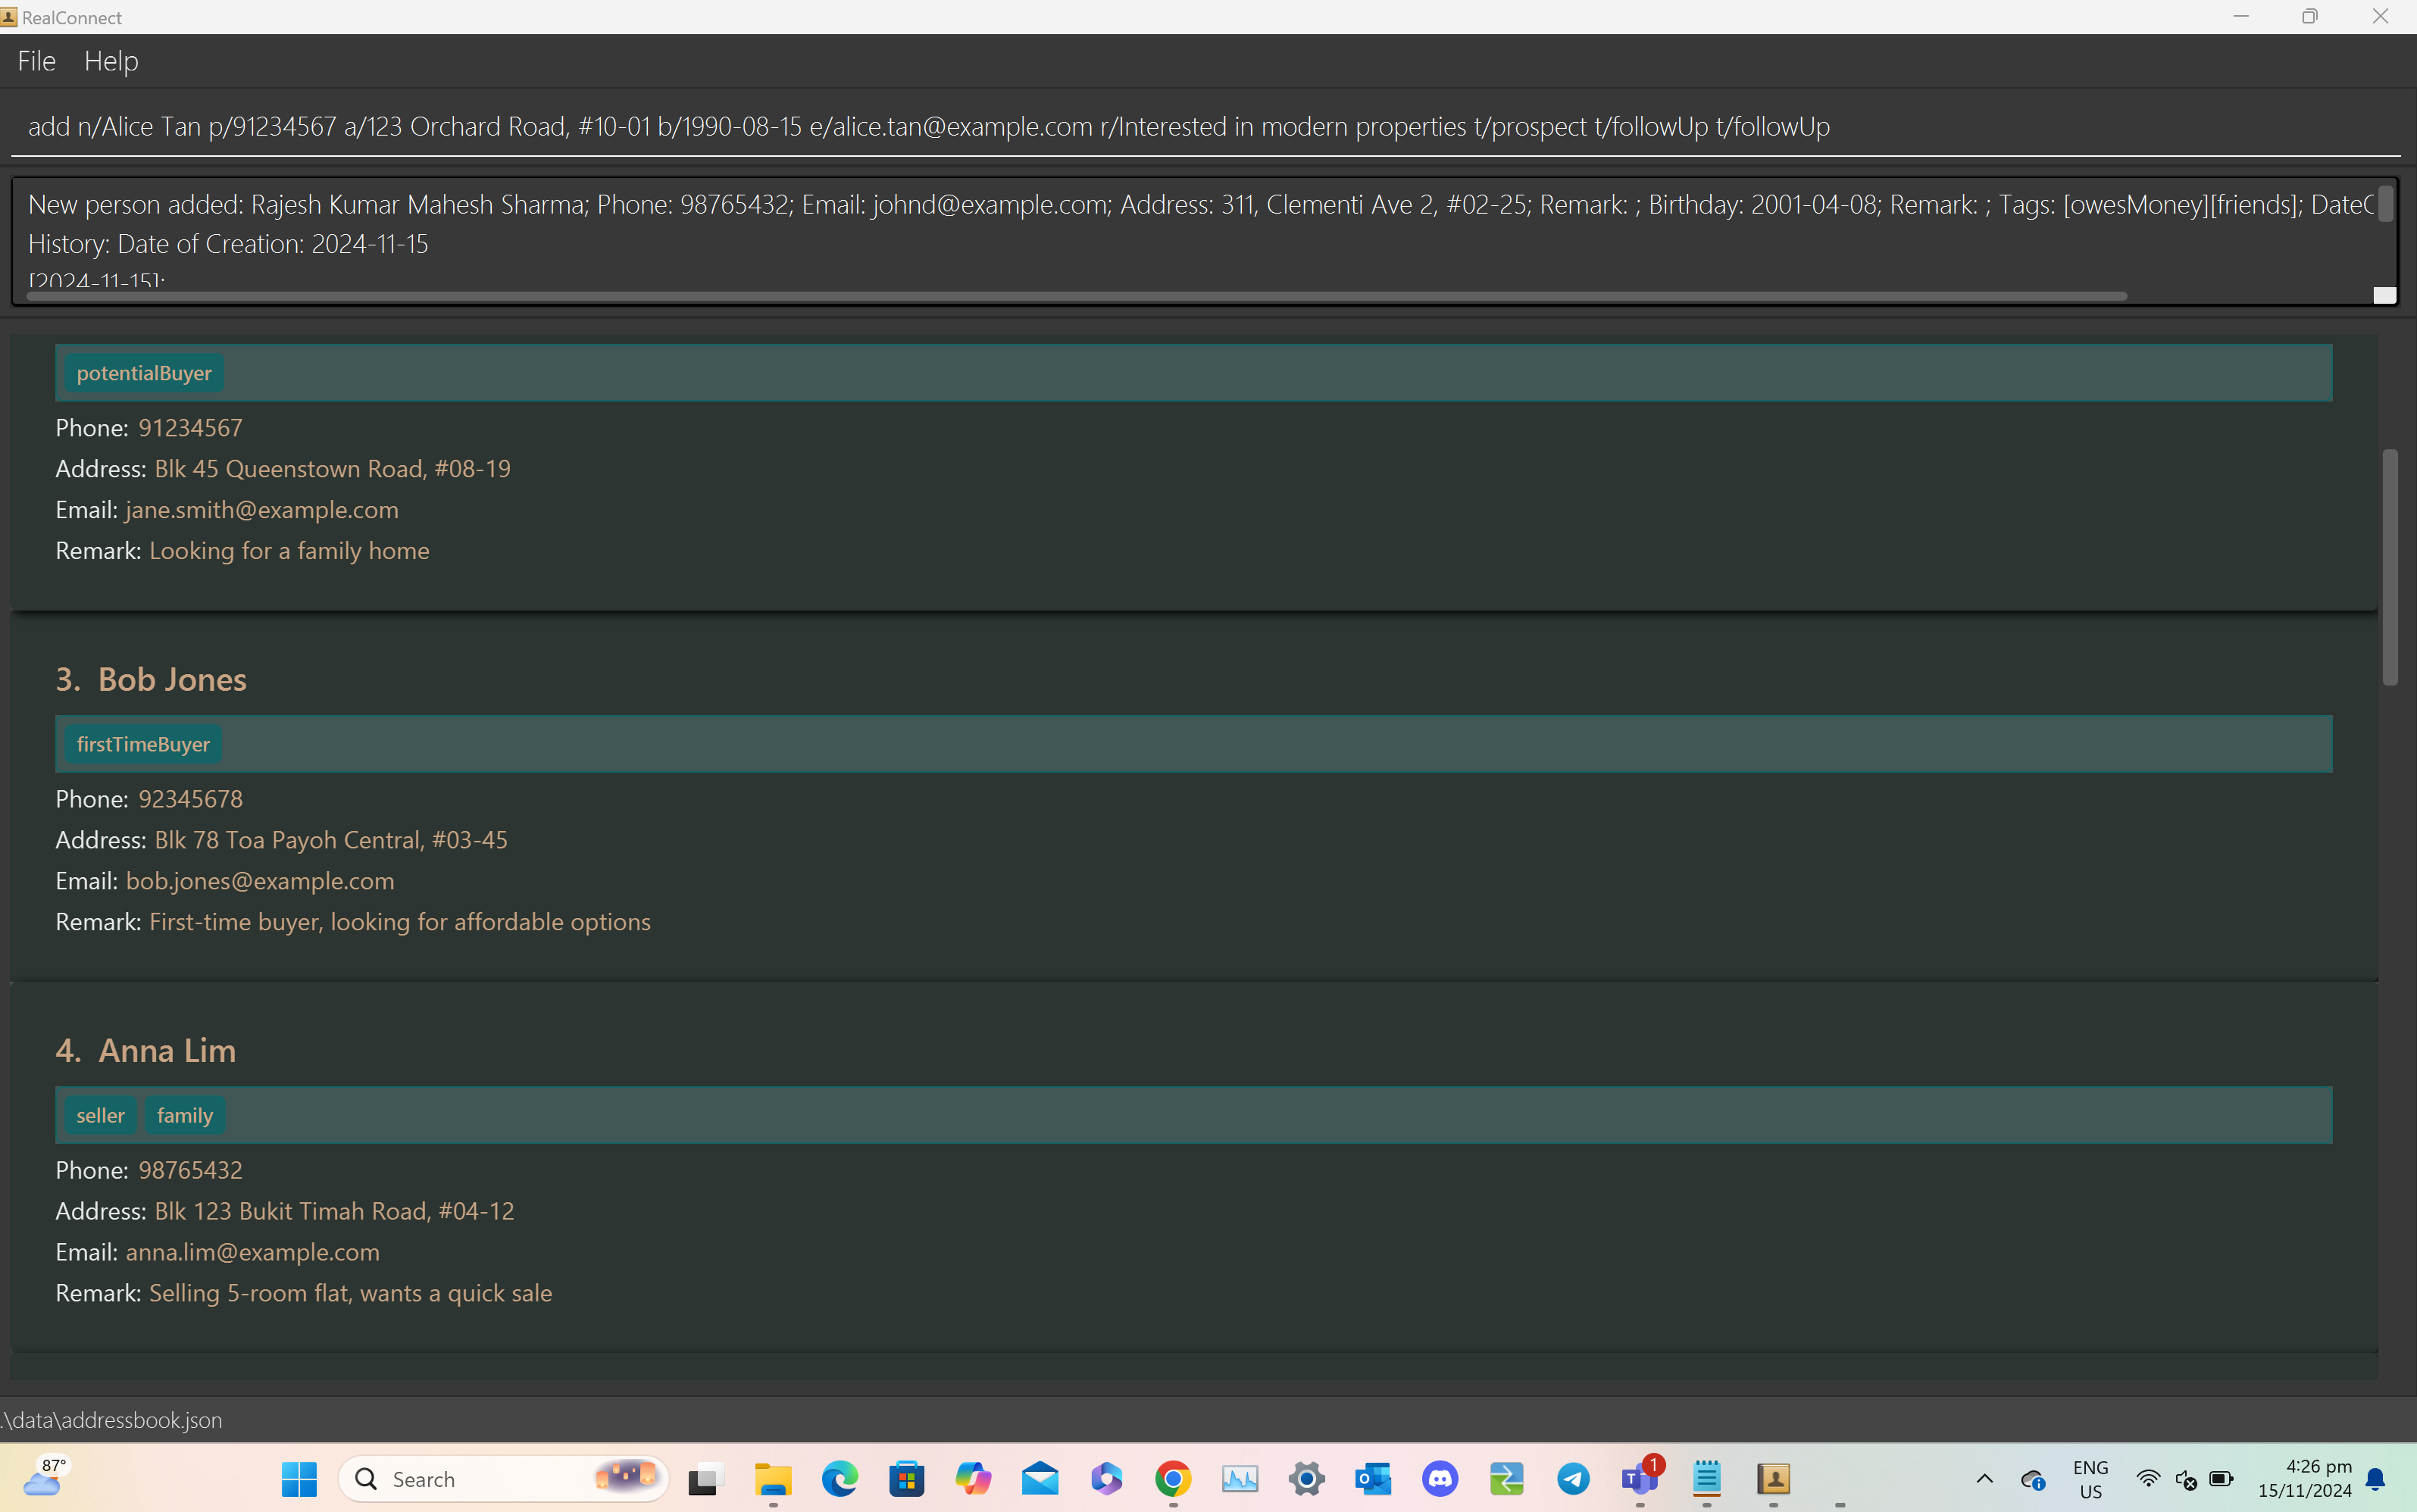 RealConnect
File Help
add n/Alice Tan p/91234567 a/123 Orchard Road, #10-01 b/1990-08-15 e/alice.tan@example.com r/Interested in modern properties t/prospect t/followUp t/followUp
New person added: Rajesh Kumar Mahesh Sharma; Phone: 98765432; Email: johnd@example.com; Address: 311, Clementi Ave 2, #02-25; Remark: ; Birthday: 2001-04-08; Remark: ; Tags: [owesMoney][friends]; DateC
History: Date of Creation: 2024-11-15
[2024-11-15]:
potentialBuyer
Phone: 91234567
Address: Blk 45 Queenstown Road, #08-19
Email: jane.smith@example.com
Remark: Looking for a family home
3. Bob Jones
firstTimeBuyer
Phone: 92345678
Address: Blk 78 Toa Payoh Central, #03-45
Email: bob.jones@example.com
Remark: First-time buyer, looking for affordable options
4. Anna Lim
seller family
Phone: 98765432
Address: Blk 123 Bukit Timah Road, #04-12
Email: anna.lim@example.com
Remark: Selling 5-room flat, wants a quick sale
.\data\addressbook.json
87°
Search
1
ENG
US
4:26 pm
15/11/2024